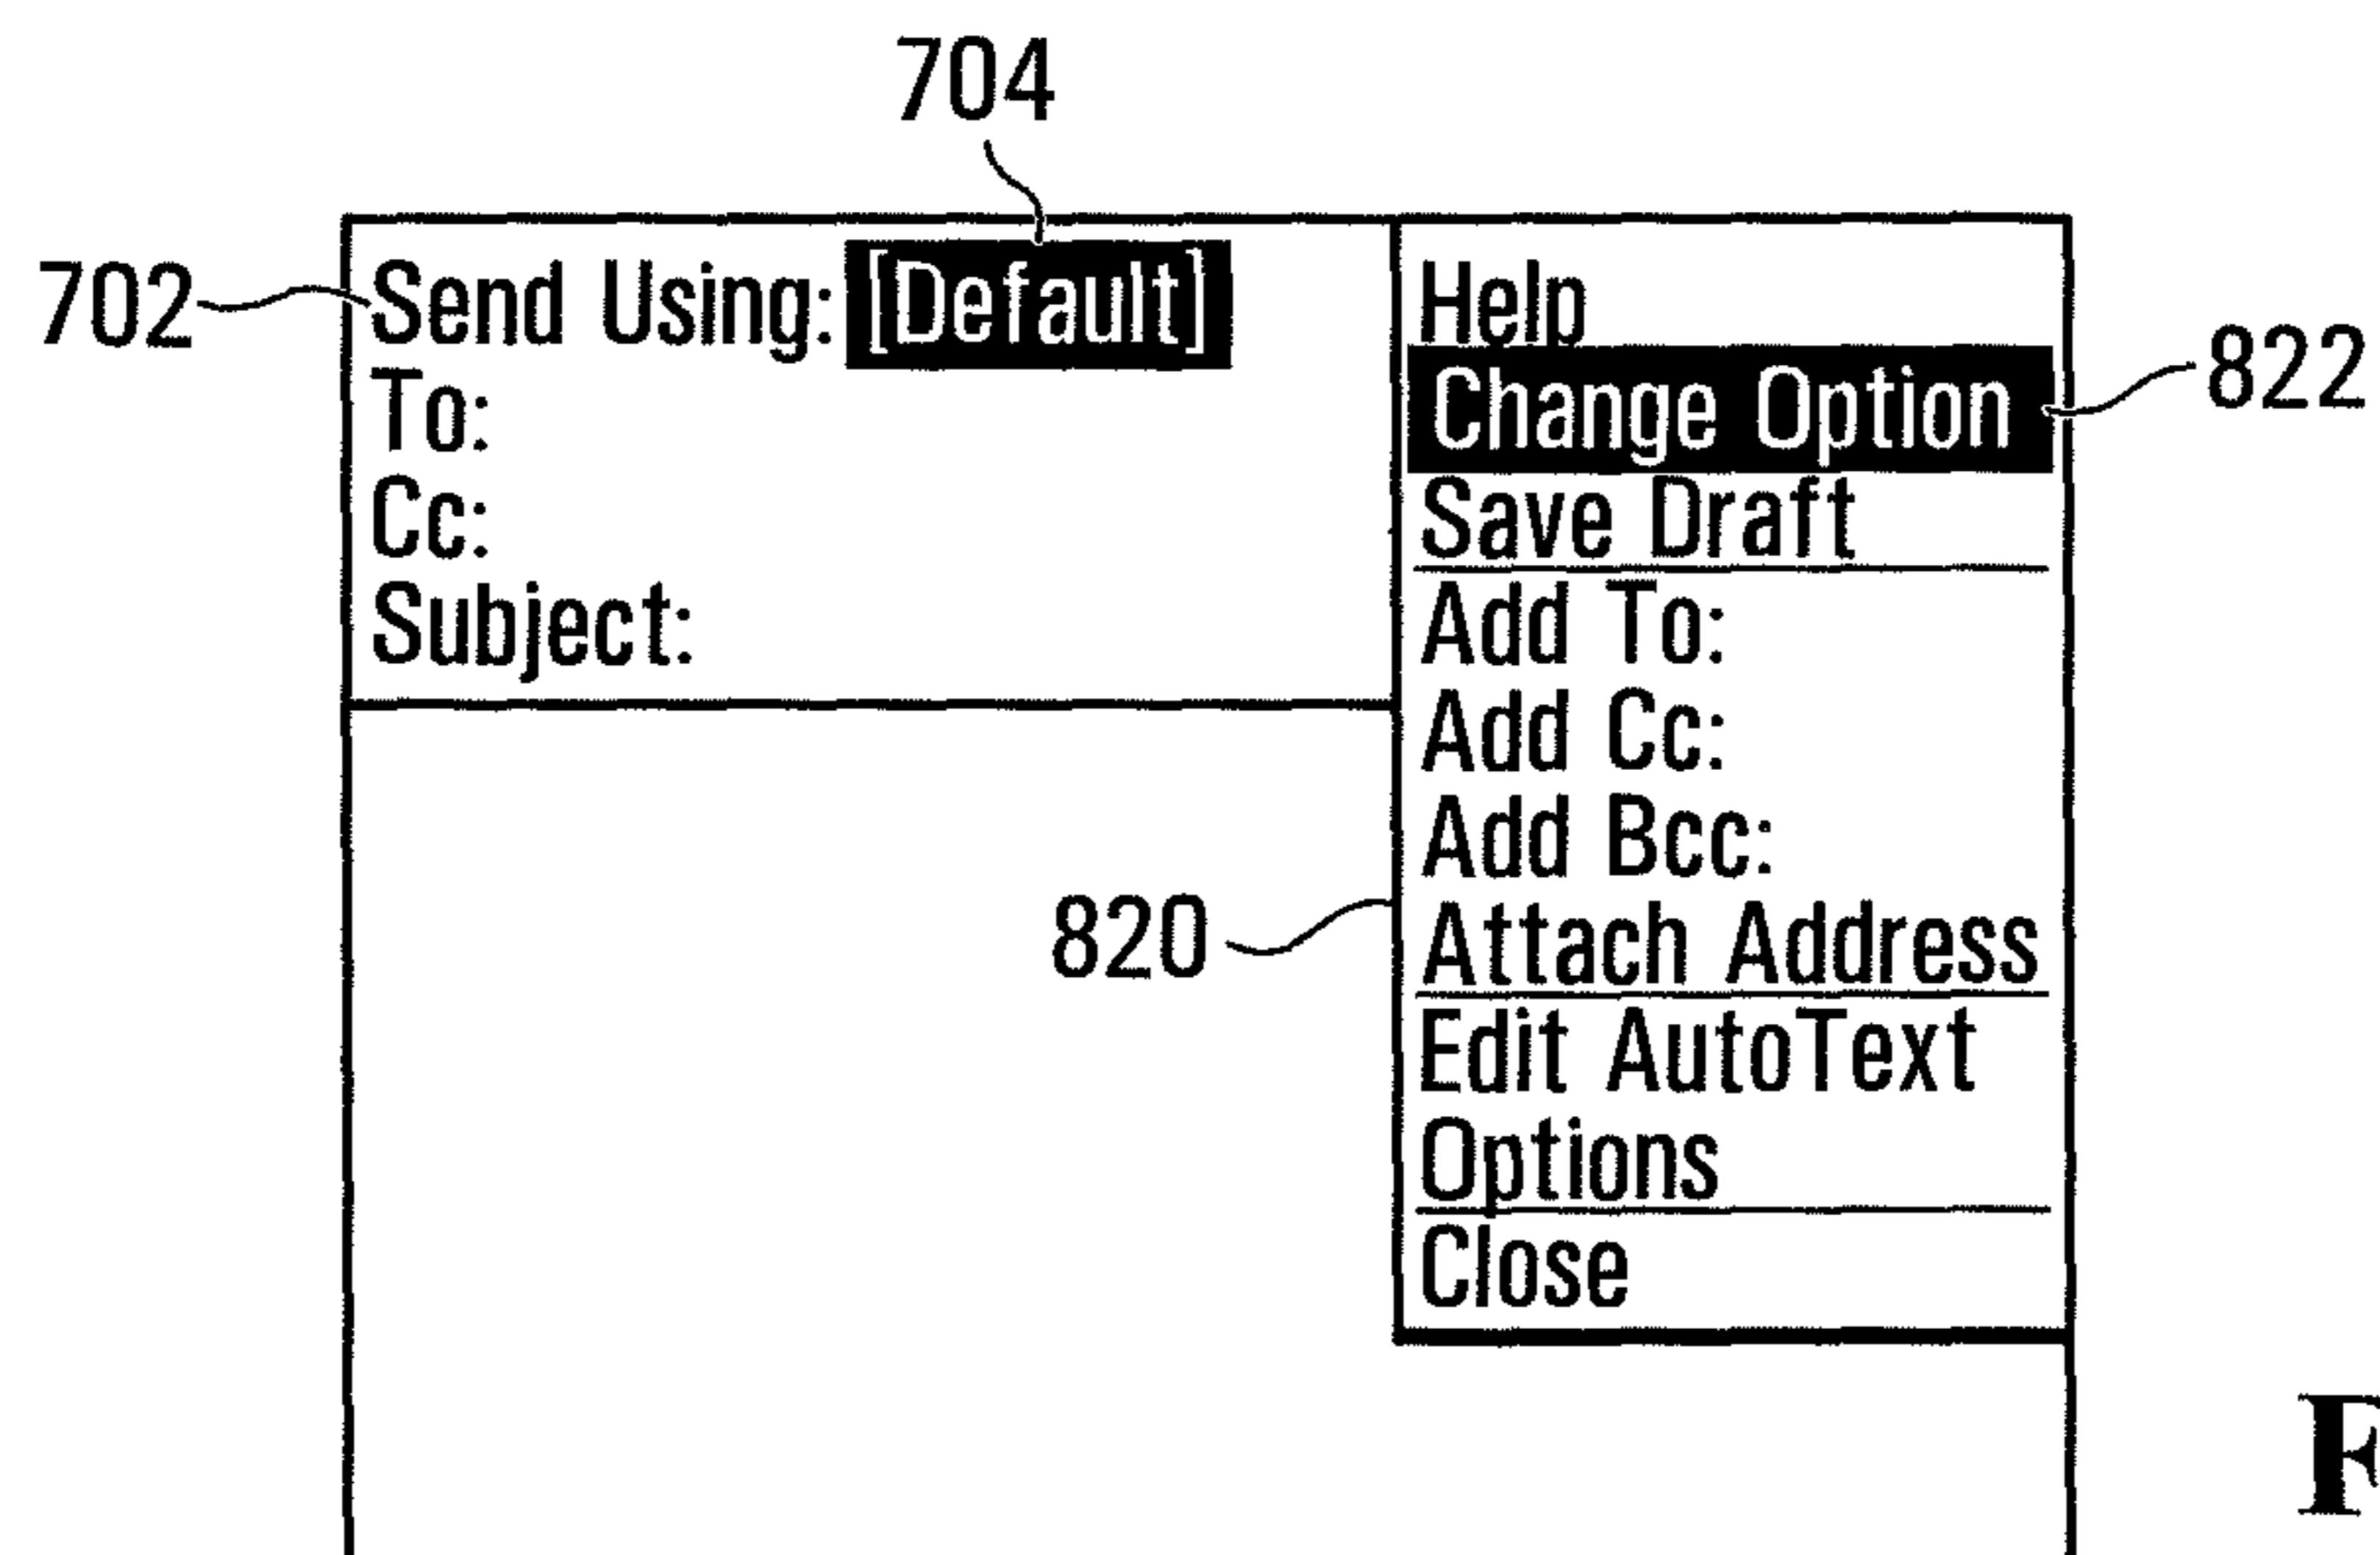 704
702
Send Using: [Default]
To:
Cc:
Subject:
Help
Change Option
822
Save Draft
Add To:
Add Cc:
Add Bcc:
820
Attach Address
Edit AutoText
Options
Close
F